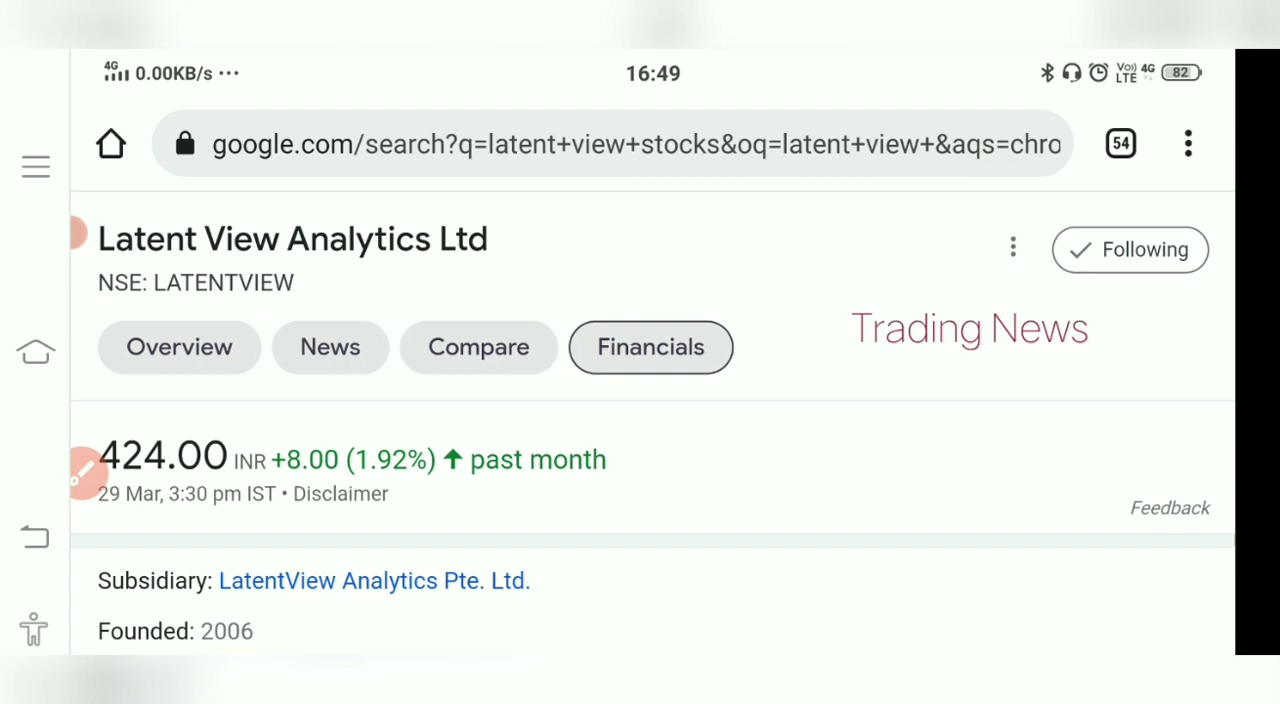 4G 0.00KB/s ··· 16:49 Vo) LTE 4G 82
google.com/search?q=latent+view+stocks&oq=latent+view+&aqs=chro 54
Latent View Analytics Ltd
Following
NSE: LATENTVIEW
Trading News
Overview News Compare Financials
424.00 INR +8.00 (1.92%) ↑ past month
29 Mar, 3:30 pm IST • Disclaimer
Feedback
Subsidiary: LatentView Analytics Pte. Ltd.
Founded: 2006